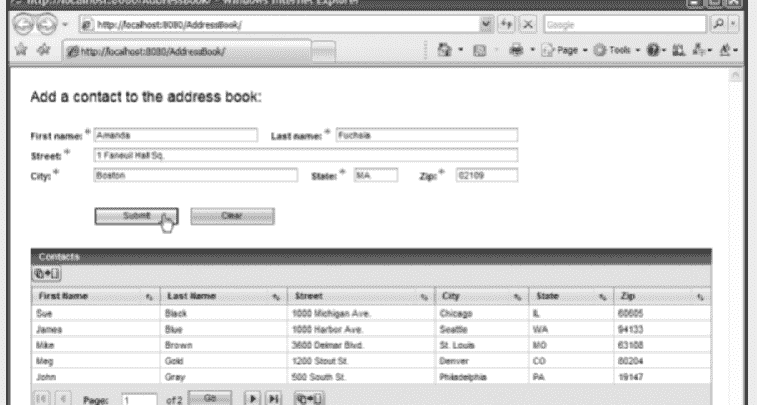 http://localhost:8080/AddressBook/ - Windows Internet Explorer
http://localhost:8080/AddressBook/ Google
http://localhost:8080/AddressBook/ Page Tools
Add a contact to the address book:
First name: * Amanda Last name: * Fuchsia
Street: * 1 Faneuil Hall Sq.
City: * Boston State: * MA Zip: * 02109
Submit Clear
Contacts
First Name Last Name Street City State Zip
Sue Black 1000 Michigan Ave. Chicago IL 60605
James Blue 1000 Harbor Ave. Seattle WA 94133
Mike Brown 3600 Delmar Blvd. St. Louis MO 63108
Meg Gold 1200 Stout St. Denver CO 80204
John Gray 500 South St. Philadelphia PA 19147
Page: 1 of 2 Go